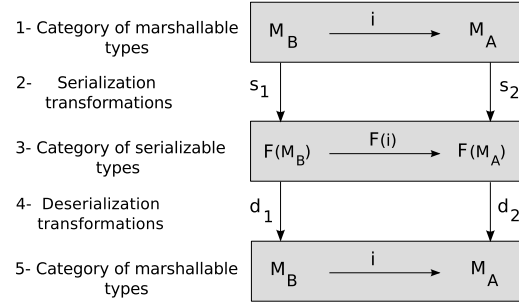 1- Category of marshallable
types
M_B i M_A
2- Serialization
transformations
s_1 s_2
3- Category of serializable
types
F(M_B) F(i) F(M_A)
4- Deserialization
transformations
d_1 d_2
5- Category of marshallable
types
M_B i M_A